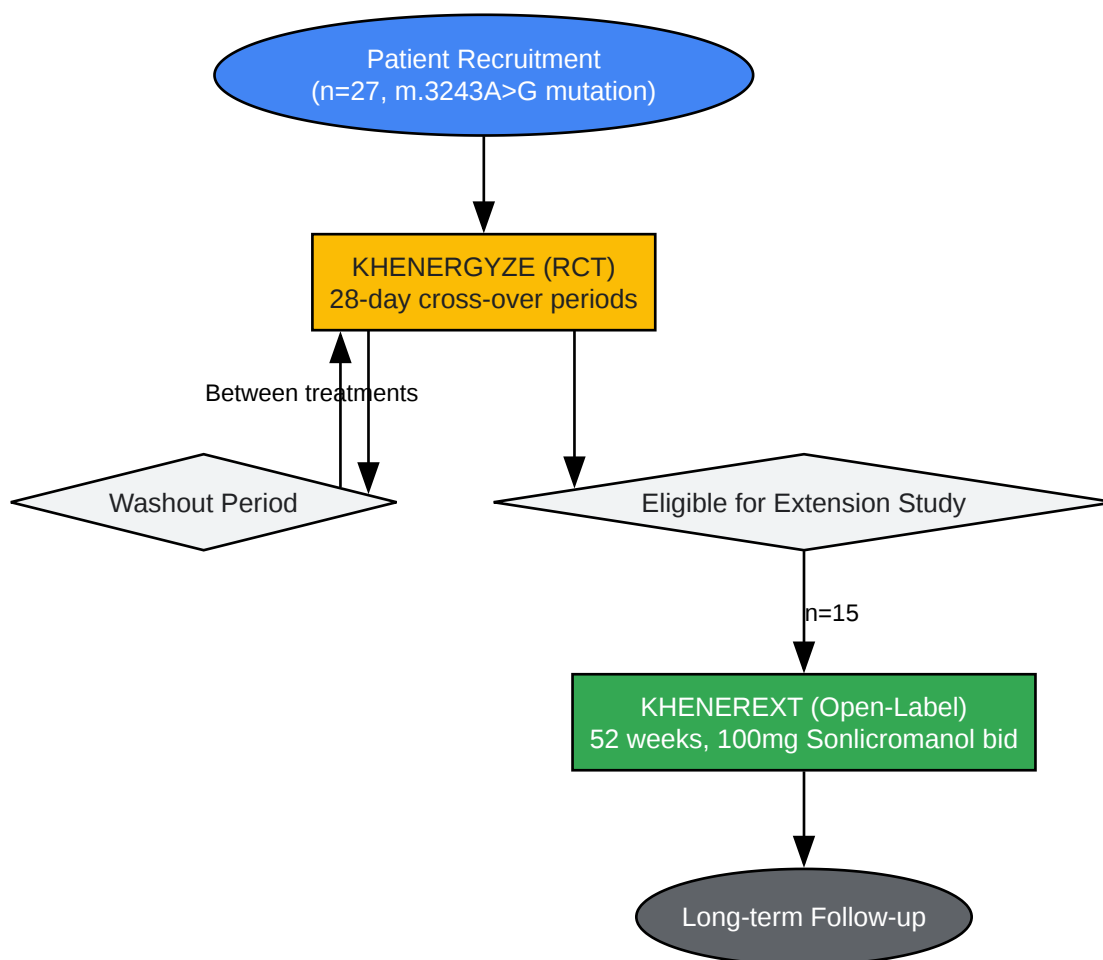 Patient Recruitment
(n=27, m.3243A>G mutation)
KHENERGYZE (RCT)
28-day cross-over periods
Between treatments
Washout Period
Eligible for Extension Study
n=15
KHENEREXT (Open-Label)
52 weeks, 100mg Sonlicromanol bid
Long-term Follow-up